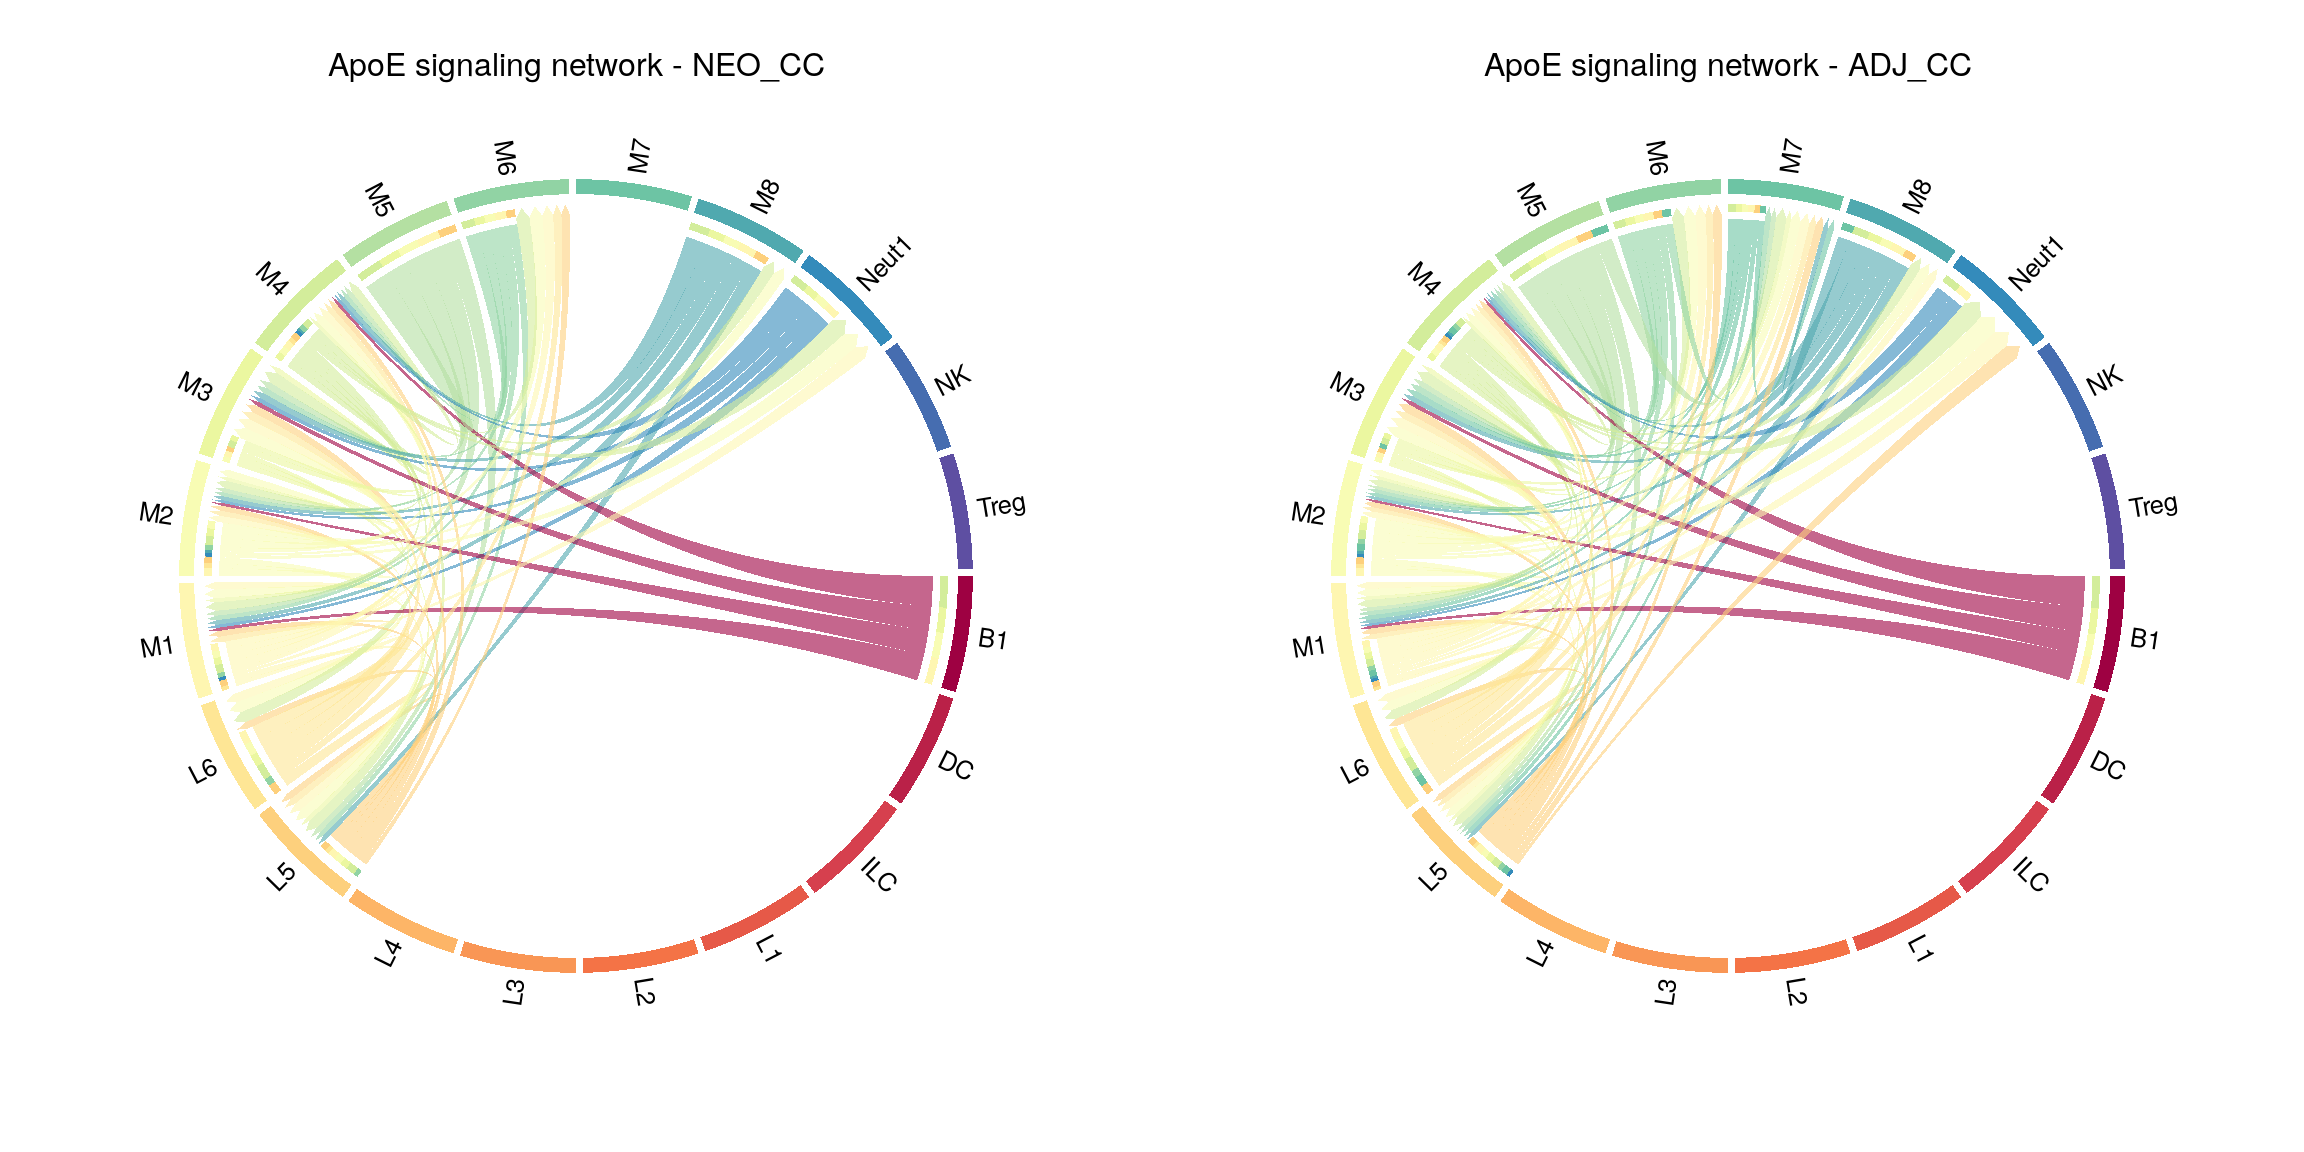 ApoE signaling network - NEO_CC
M6
M7
M5
M8
M4
Neut1
M3
NK
M2
Treg
M1
B1
L6
DC
L5
ILC
L4
L1
L3
L2
ApoE signaling network - ADJ_CC
M6
M7
M5
M8
M4
Neut1
M3
NK
M2
Treg
M1
B1
L6
DC
L5
ILC
L4
L1
L3
L2